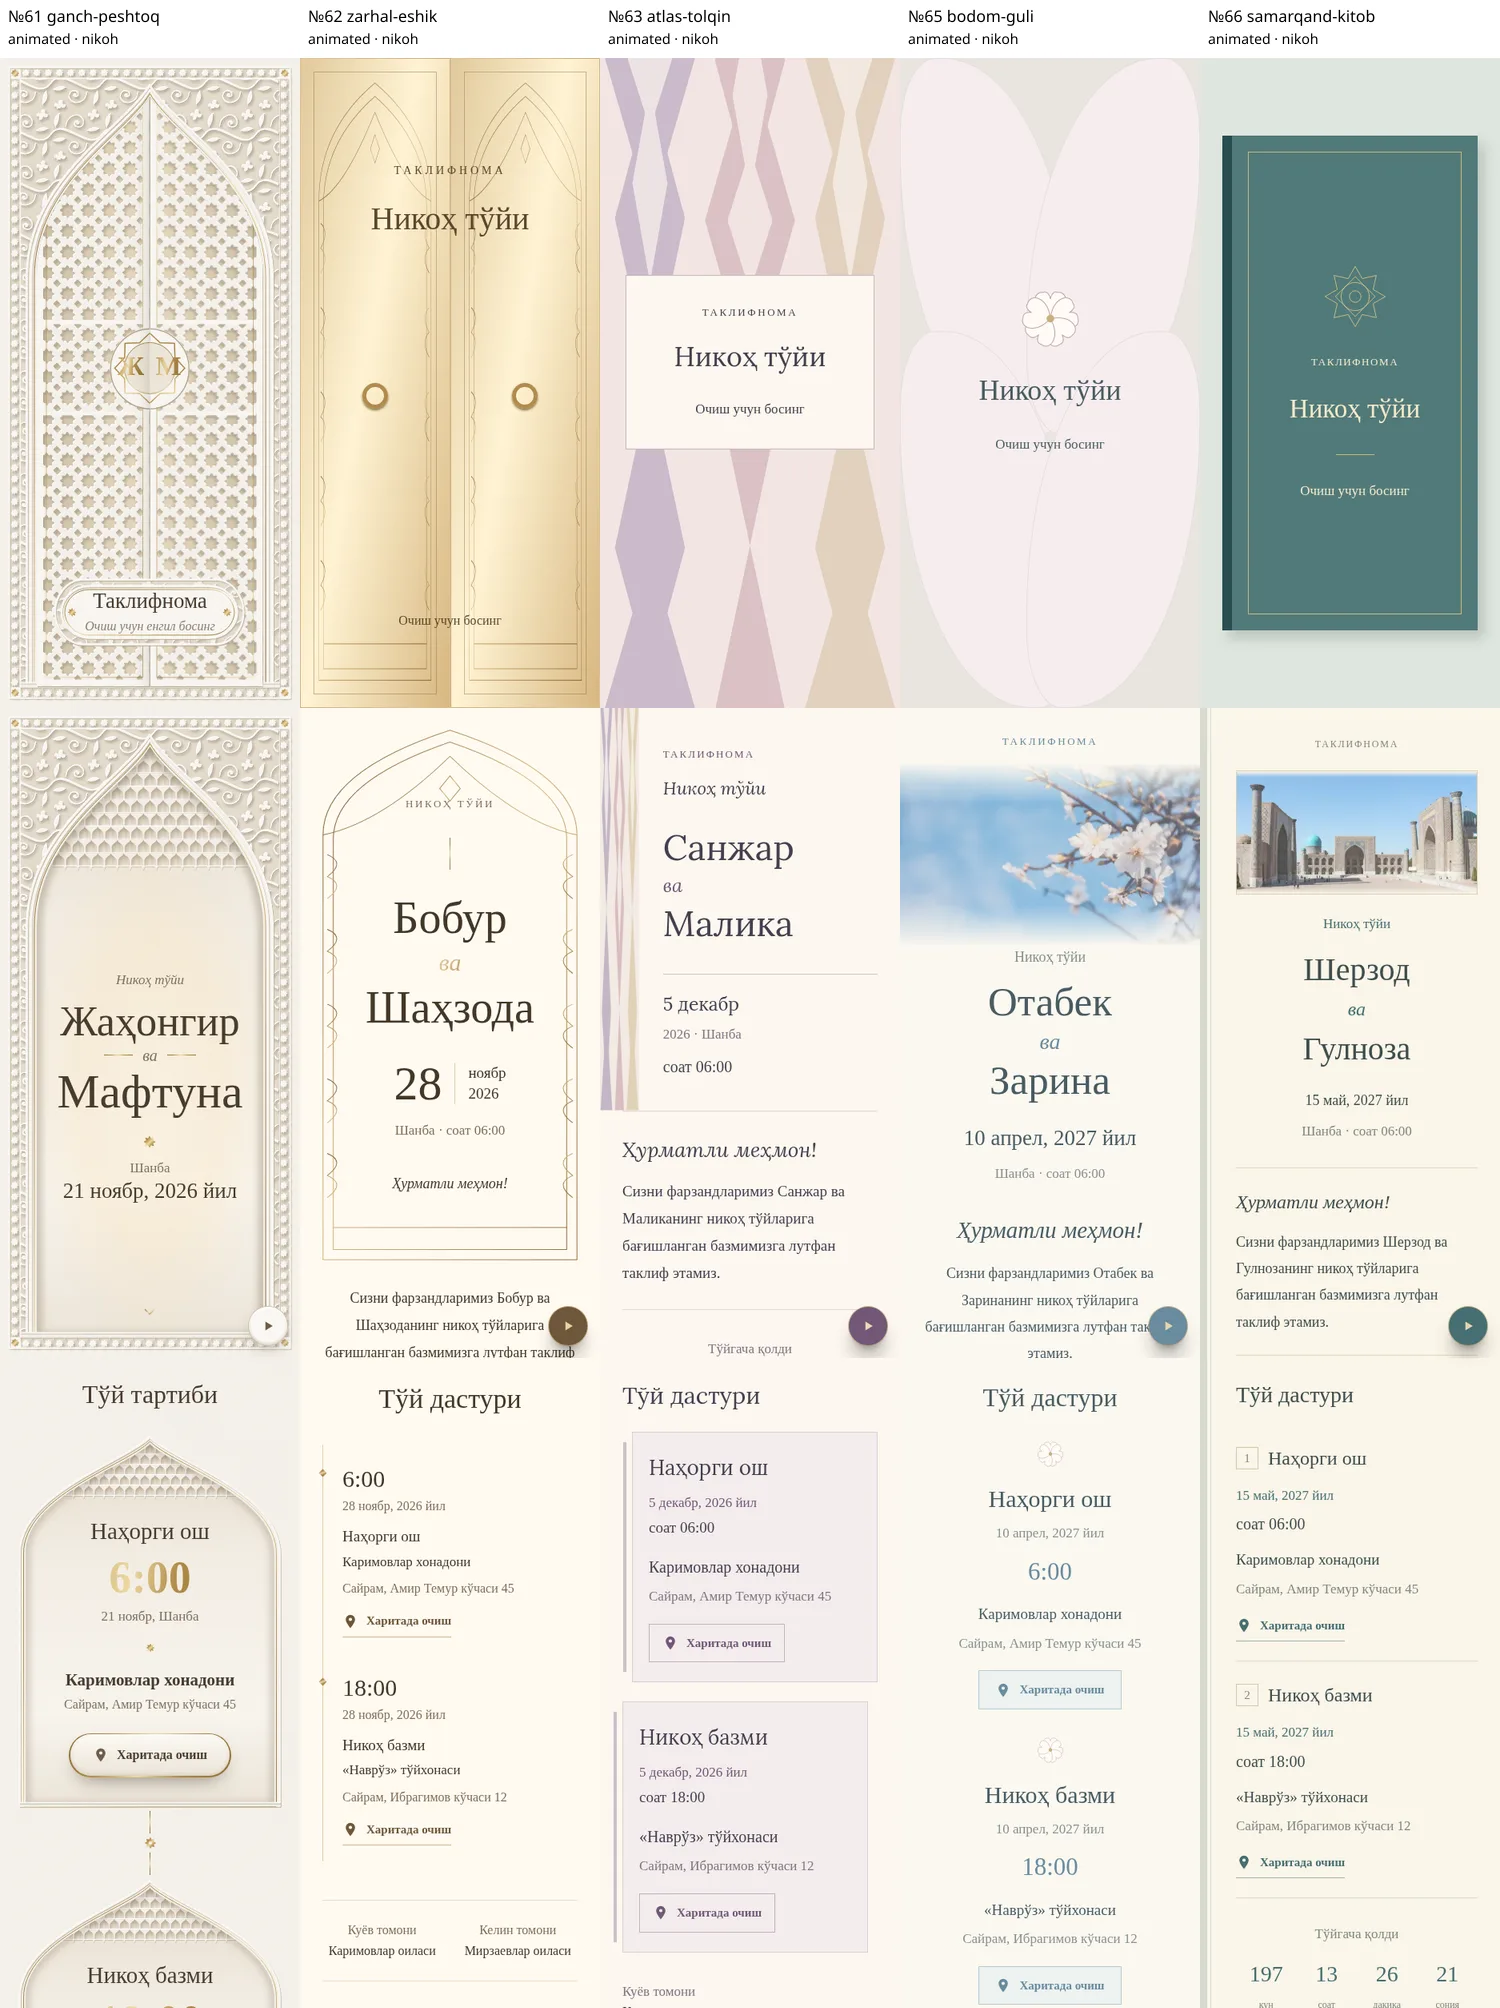 №61 ganch-peshtoq
animated · nikoh
№62 zarhal-eshik
animated · nikoh
№63 atlas-tolqin
animated · nikoh
№65 bodom-guli
animated · nikoh
№66 samarqand-kitob
animated · nikoh
Ж М
Таклифнома
Очиш учун енгил босинг
ТАКЛИФНОМА
Никоҳ тўйи
Очиш учун босинг
ТАКЛИФНОМА
Никоҳ тўйи
Очиш учун босинг
Никоҳ тўйи
Очиш учун босинг
ТАКЛИФНОМА
Никоҳ тўйи
Очиш учун босинг
Никоҳ тўйи
Жаҳонгир
ва
Мафтуна
Шанба
21 ноябр, 2026 йил
НИКОҲ ТЎЙИ
Бобур
ва
Шаҳзода
28
ноябр
2026
Шанба · соат 06:00
Ҳурматли меҳмон!
Сизни фарзандларимиз Бобур ва
Шаҳзоданинг никоҳ тўйларига
бағишланган базмимизга лутфан таклиф
ТАКЛИФНОМА
Никоҳ тўйи
Санжар
ва
Малика
5 декабр
2026 · Шанба
соат 06:00
Ҳурматли меҳмон!
Сизни фарзандларимиз Санжар ва
Маликанинг никоҳ тўйларига
бағишланган базмимизга лутфан
таклиф этамиз.
Тўйгача қолди
ТАКЛИФНОМА
Никоҳ тўйи
Отабек
ва
Зарина
10 апрел, 2027 йил
Шанба · соат 06:00
Ҳурматли меҳмон!
Сизни фарзандларимиз Отабек ва
Заринанинг никоҳ тўйларига
бағишланган базмимизга лутфан
этамиз.
ТАКЛИФНОМА
Никоҳ тўйи
Шерзод
ва
Гулноза
15 май, 2027 йил
Шанба · соат 06:00
Ҳурматли меҳмон!
Сизни фарзандларимиз Шерзод ва
Гулнозанинг никоҳ тўйларига
бағишланган базмимизга лутфан
таклиф этамиз.
Тўй тартиби
Наҳорги ош
6:00
21 ноябр, Шанба
Каримовлар хонадони
Сайрам, Амир Темур кўчаси 45
Харитада очиш
Никоҳ базми
Тўй дастури
6:00
28 ноябр, 2026 йил
Наҳорги ош
Каримовлар хонадони
Сайрам, Амир Темур кўчаси 45
Харитада очиш
18:00
28 ноябр, 2026 йил
Никоҳ базми
«Наврўз» тўйхонаси
Сайрам, Ибрагимов кўчаси 12
Харитада очиш
Куёв томони
Каримовлар оиласи
Келин томони
Мирзаевлар оиласи
Тўй дастури
Наҳорги ош
5 декабр, 2026 йил
соат 06:00
Каримовлар хонадони
Сайрам, Амир Темур кўчаси 45
Харитада очиш
Никоҳ базми
5 декабр, 2026 йил
соат 18:00
«Наврўз» тўйхонаси
Сайрам, Ибрагимов кўчаси 12
Харитада очиш
Куёв томони
Тўй дастури
Наҳорги ош
10 апрел, 2027 йил
6:00
Каримовлар хонадони
Сайрам, Амир Темур кўчаси 45
Харитада очиш
Никоҳ базми
10 апрел, 2027 йил
18:00
«Наврўз» тўйхонаси
Сайрам, Ибрагимов кўчаси 12
Харитада очиш
Тўй дастури
1 Наҳорги ош
15 май, 2027 йил
соат 06:00
Каримовлар хонадони
Сайрам, Амир Темур кўчаси 45
Харитада очиш
2 Никоҳ базми
15 май, 2027 йил
соат 18:00
«Наврўз» тўйхонаси
Сайрам, Ибрагимов кўчаси 12
Харитада очиш
Тўйгача қолди
197 13 26 21
кун соат дақиқа сония